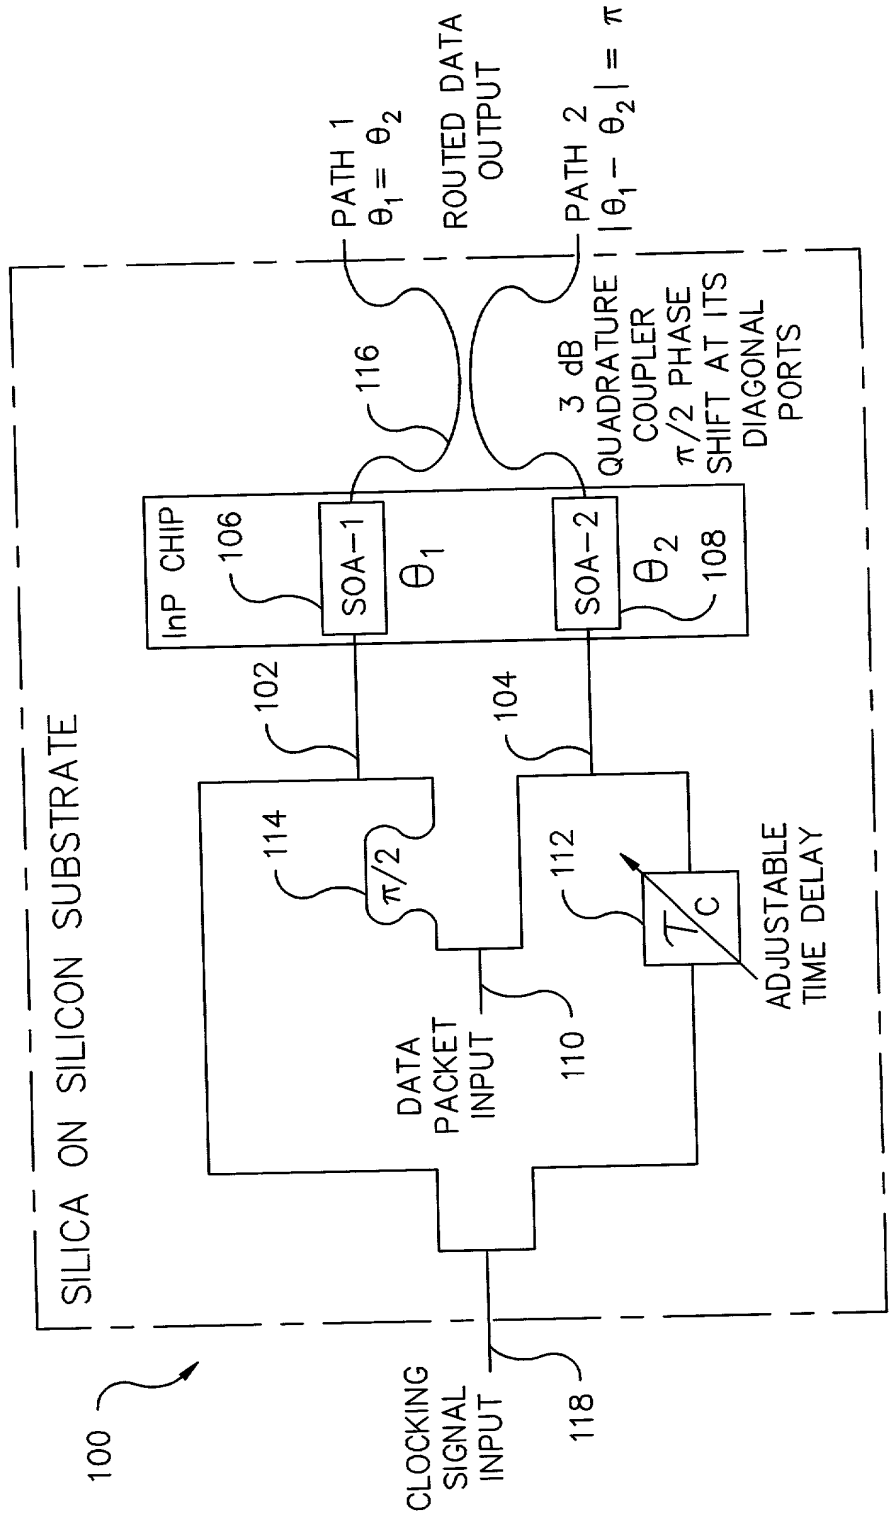 100
SILICA ON SILICON SUBSTRATE
CLOCKING
SIGNAL
INPUT
118
DATA
PACKET
INPUT
110
114
π/2
112
τ
C
ADJUSTABLE
TIME DELAY
102
104
InP CHIP
106
SOA-1
θ1
SOA-2
θ2
108
116
3 dB
QUADRATURE
COUPLER
π/2 PHASE
SHIFT AT ITS
DIAGONAL
PORTS
PATH 1
θ1 = θ2
ROUTED DATA
OUTPUT
PATH 2
|θ1 - θ2| = π